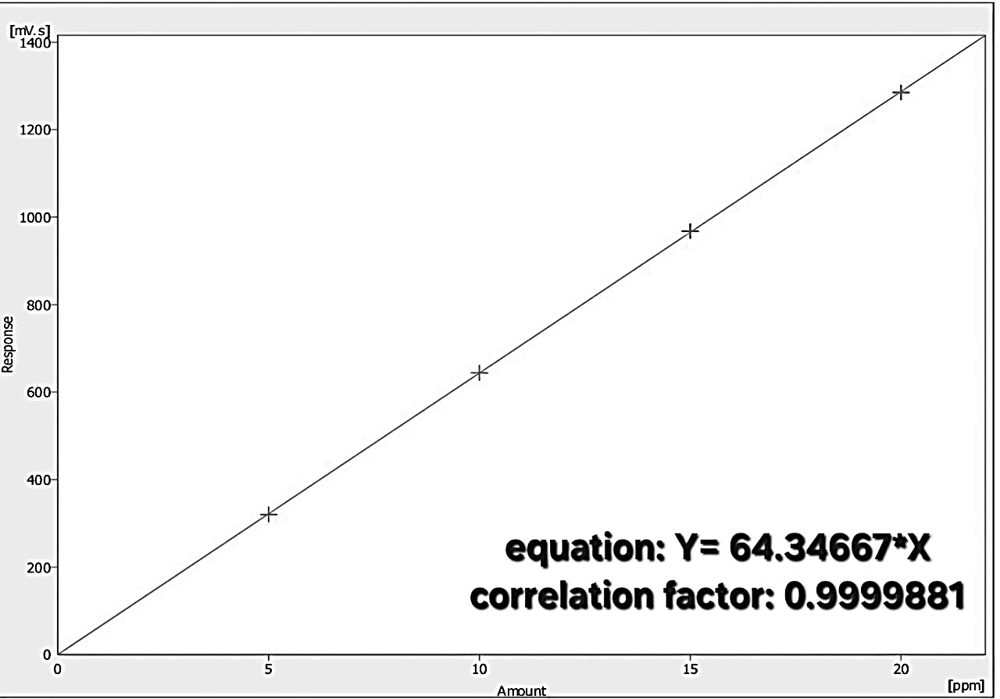 [mV.s]
1400
1200
1000
800
600
400
200
0
Response
0 5 10 15 20
Amount
[ppm]
equation: Y= 64.34667*X
correlation factor: 0.9999881